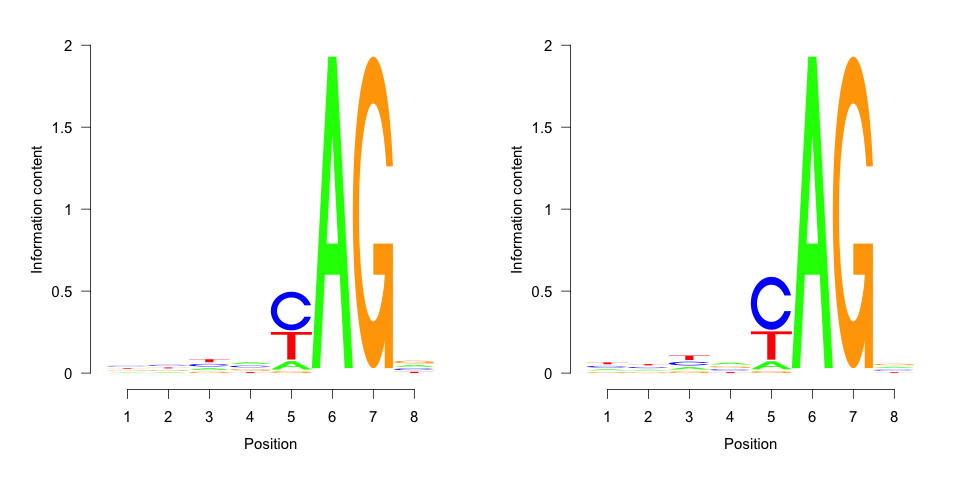 2
1.5
1
0.5
0
Information content
C
T
A
A
G
1 2 3 4 5 6 7 8
Position
2
1.5
1
0.5
0
Information content
C
T
A
A
G
1 2 3 4 5 6 7 8
Position